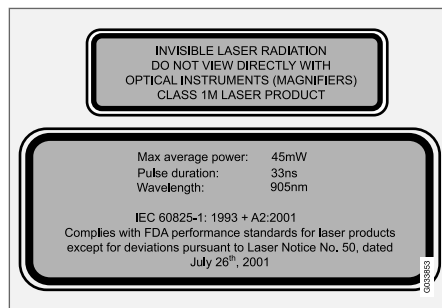 INVISIBLE LASER RADIATION
DO NOT VIEW DIRECTLY WITH
OPTICAL INSTRUMENTS (MAGNIFIERS)
CLASS 1M LASER PRODUCT
Max average power: 45mW
Pulse duration: 33ns
Wavelength: 905nm
IEC 60825-1: 1993 + A2:2001
Complies with FDA performance standards for laser products
except for deviations pursuant to Laser Notice No. 50, dated
July 26th, 2001
G033853